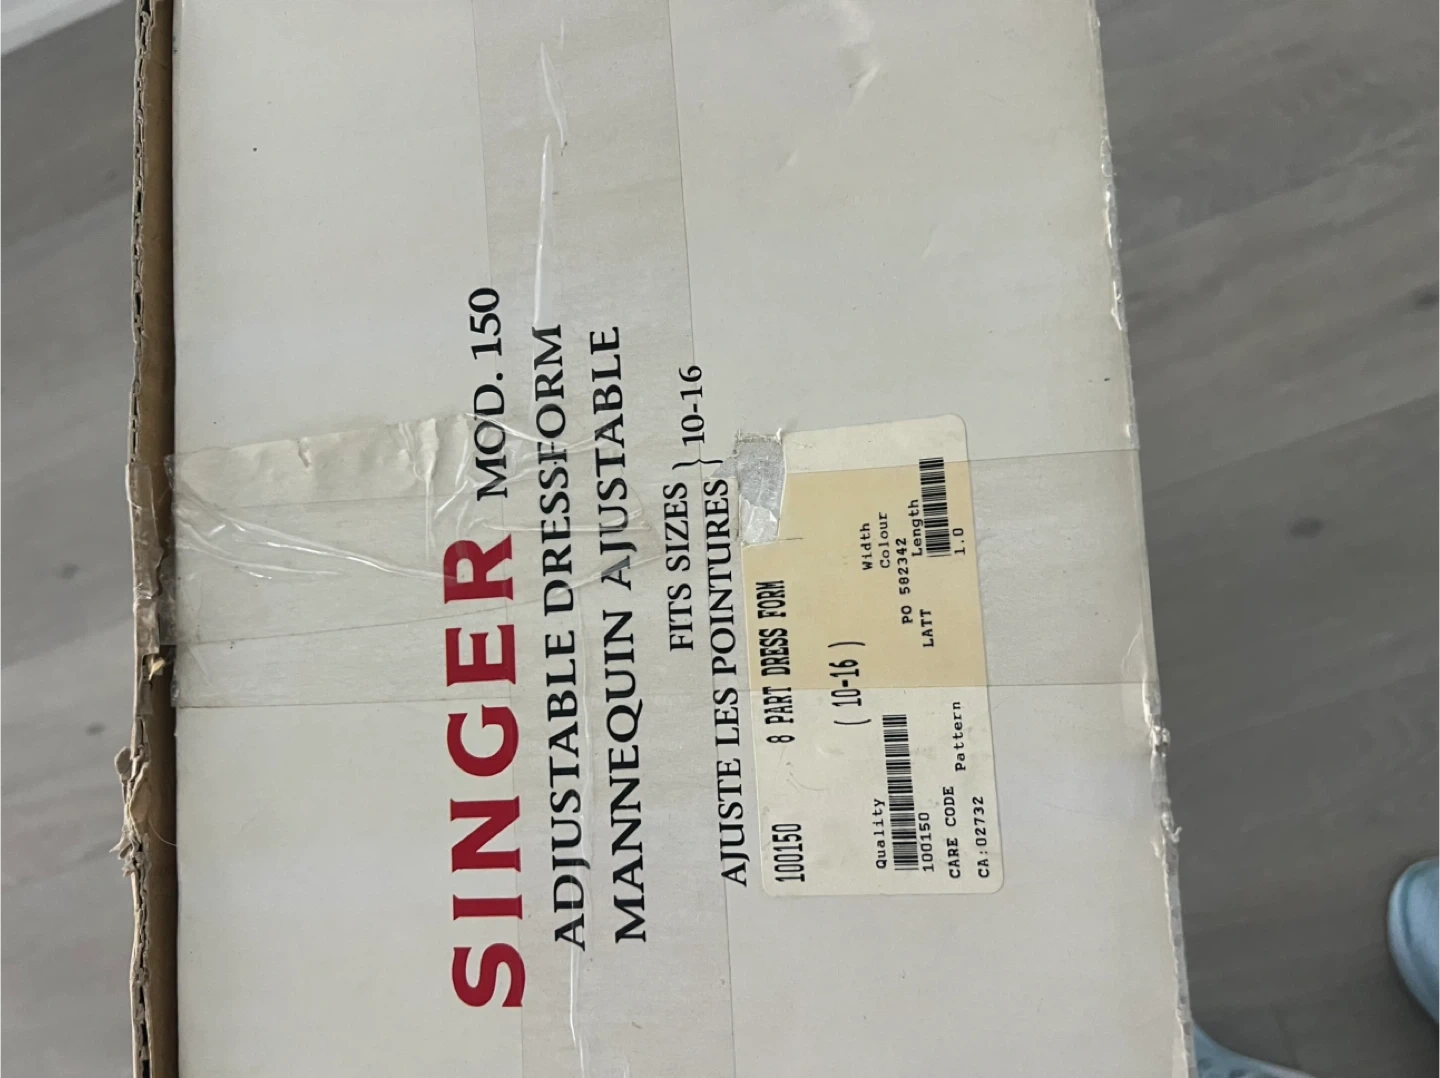 SINGER MOD. 150
ADJUSTABLE DRESSFORM
MANNEQUIN AJUSTABLE
FITS SIZES } 10-16
AJUSTE LES POINTURES
100150 8 PART DRESS FORM
( 10-16 )
Quality Width
Colour
100150 PO 582342
LATT Length
CARE CODE Pattern 1.0
CA:02732